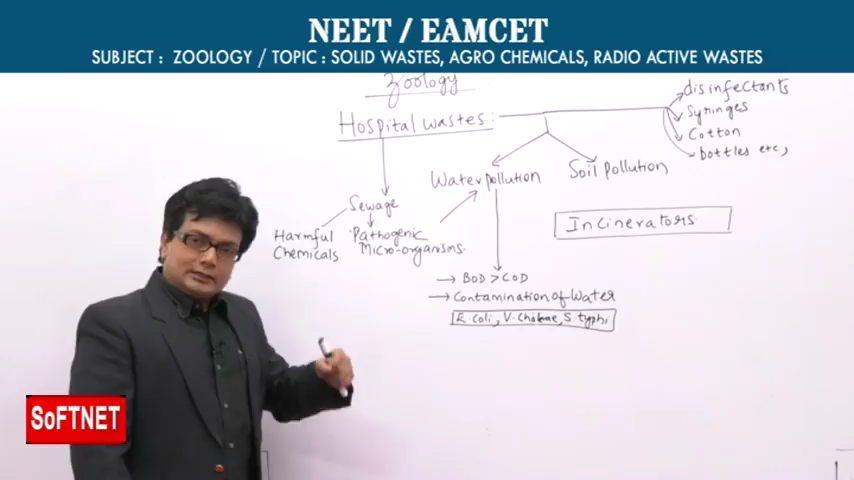 NEET / EAMCET
SUBJECT : ZOOLOGY / TOPIC : SOLID WASTES, AGRO CHEMICALS, RADIO ACTIVE WASTES
Zoology
Hospital wastes:
disinfectants
Syringes
Cotton
bottles etc,
Water pollution
Soil pollution
Sewage
Harmful
Chemicals
Pathogenic
Micro-organisms.
Incinerators
→ BOD > COD
→ Contamination of Water
E. Coli, V. Cholerae, S. typhi
SoFTNET